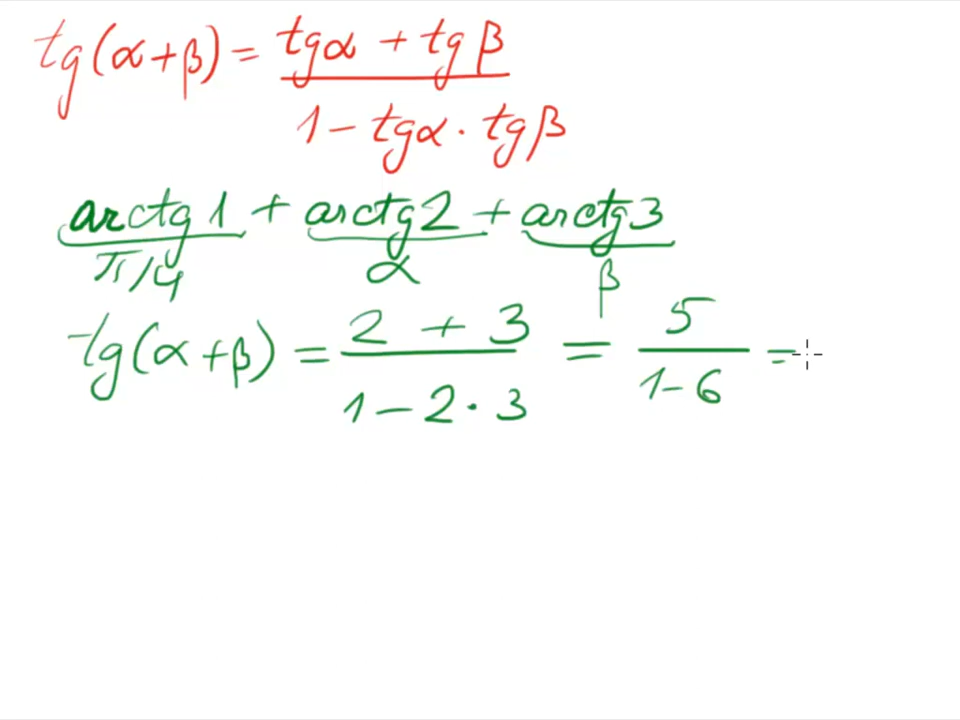 tg(α+β) = tgα + tgβ
1 - tgα · tgβ
arctg1 + arctg2 + arctg3
π/4 α β
tg(α+β) = 2 + 3 = 5 =
1 - 2 · 3 1-6